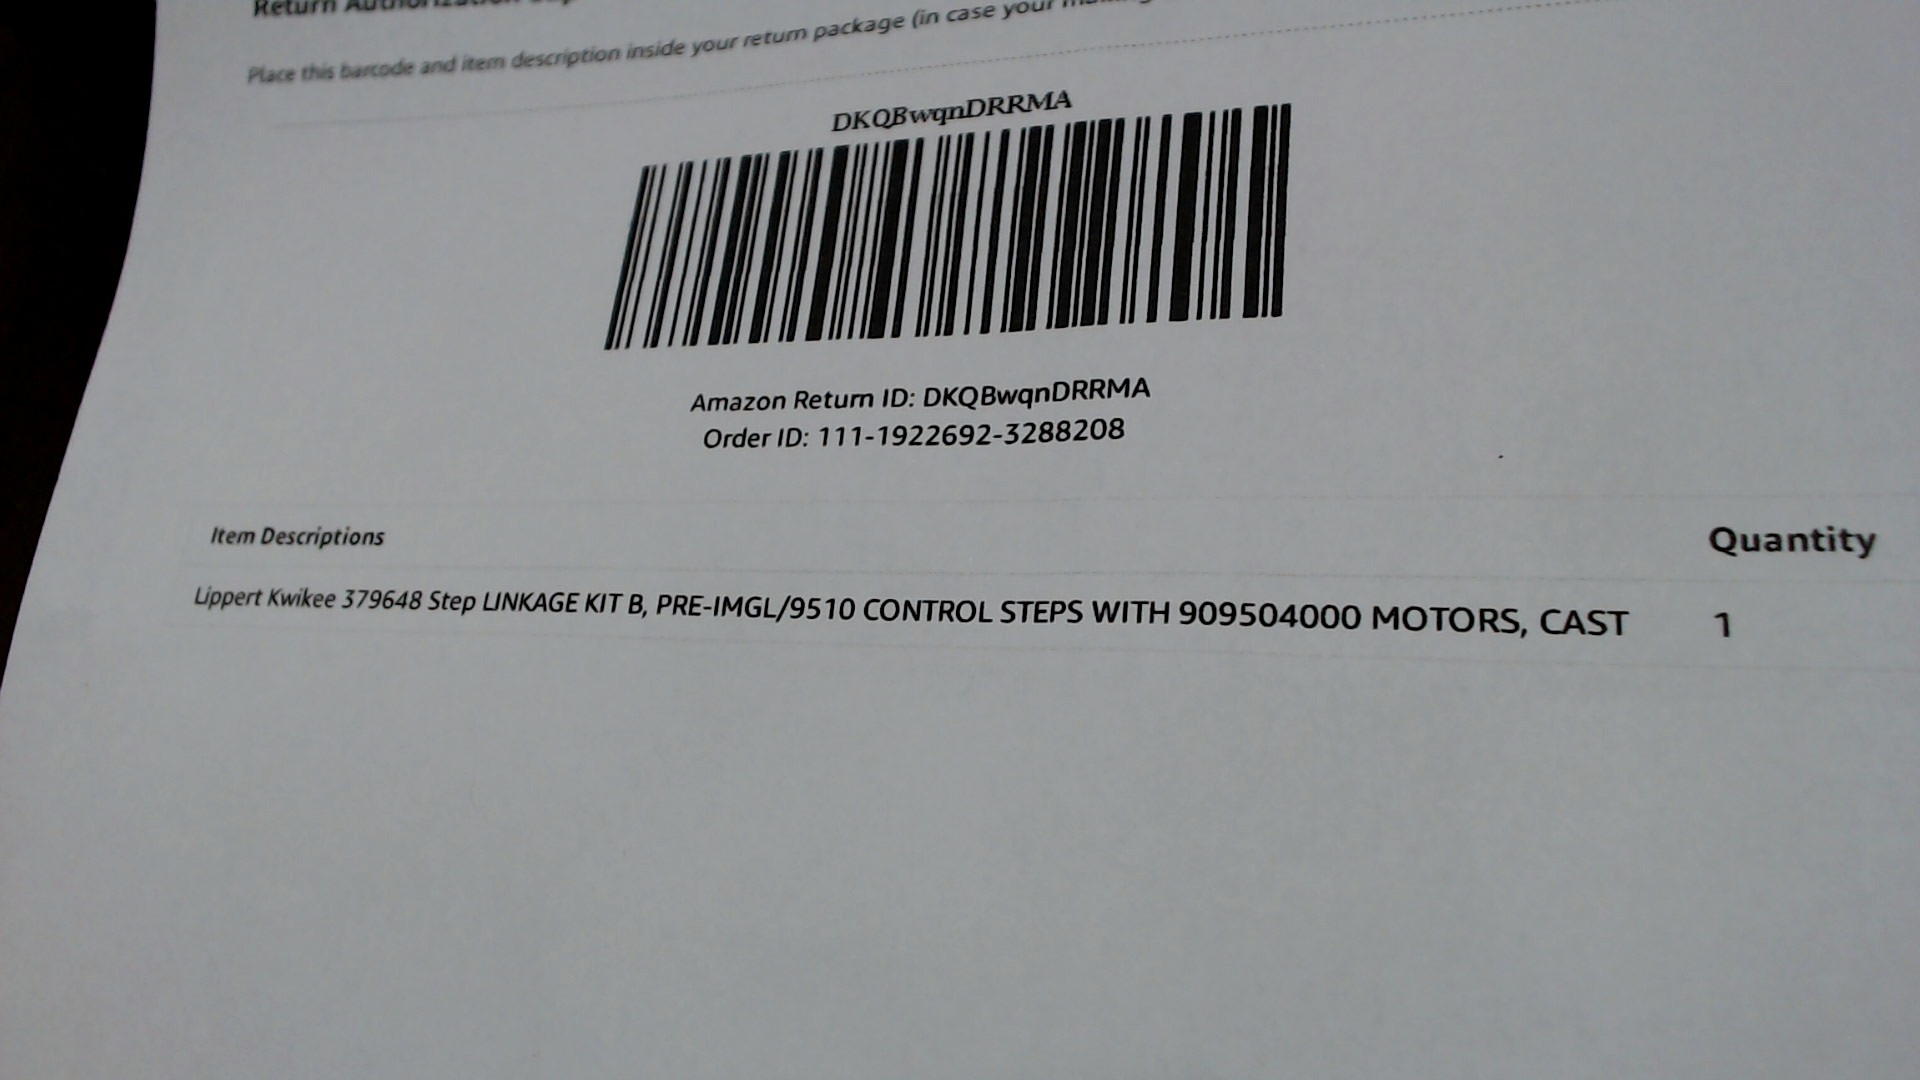 Return
Place this barcode and item description inside your return package (in case your
DKQBwqnDRRMA
Amazon Return ID: DKQBwqnDRRMA
Order ID: 111-1922692-3288208
Item Descriptions
Quantity
Lippert Kwikee 379648 Step LINKAGE KIT B, PRE-IMGL/9510 CONTROL STEPS WITH 909504000 MOTORS, CAST
1